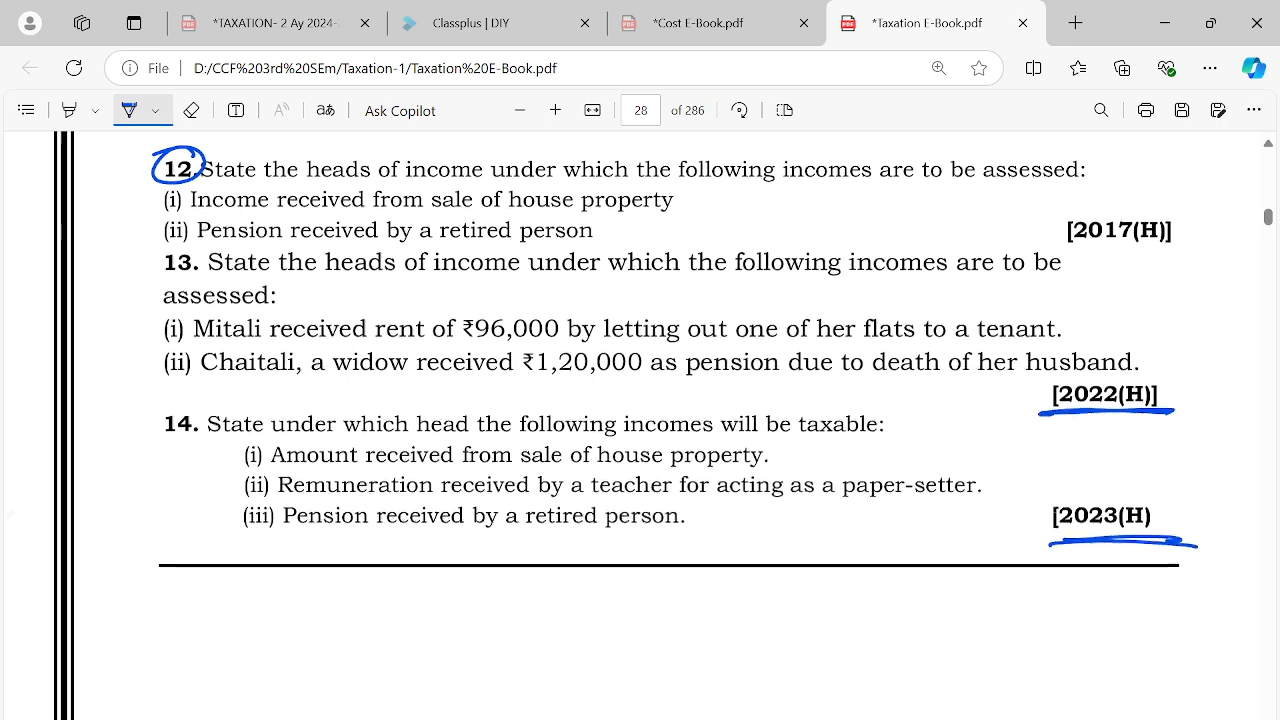 *TAXATION- 2 Ay 2024-
Classplus | DIY
*Cost E-Book.pdf
*Taxation E-Book.pdf
File
D:/CCF%203rd%20SEm/Taxation-1/Taxation%20E-Book.pdf
Ask Copilot
28
of 286
12. State the heads of income under which the following incomes are to be assessed:
(i) Income received from sale of house property
(ii) Pension received by a retired person [2017(H)]
13. State the heads of income under which the following incomes are to be
assessed:
(i) Mitali received rent of ₹96,000 by letting out one of her flats to a tenant.
(ii) Chaitali, a widow received ₹1,20,000 as pension due to death of her husband.
[2022(H)]
14. State under which head the following incomes will be taxable:
(i) Amount received from sale of house property.
(ii) Remuneration received by a teacher for acting as a paper-setter.
(iii) Pension received by a retired person. [2023(H)